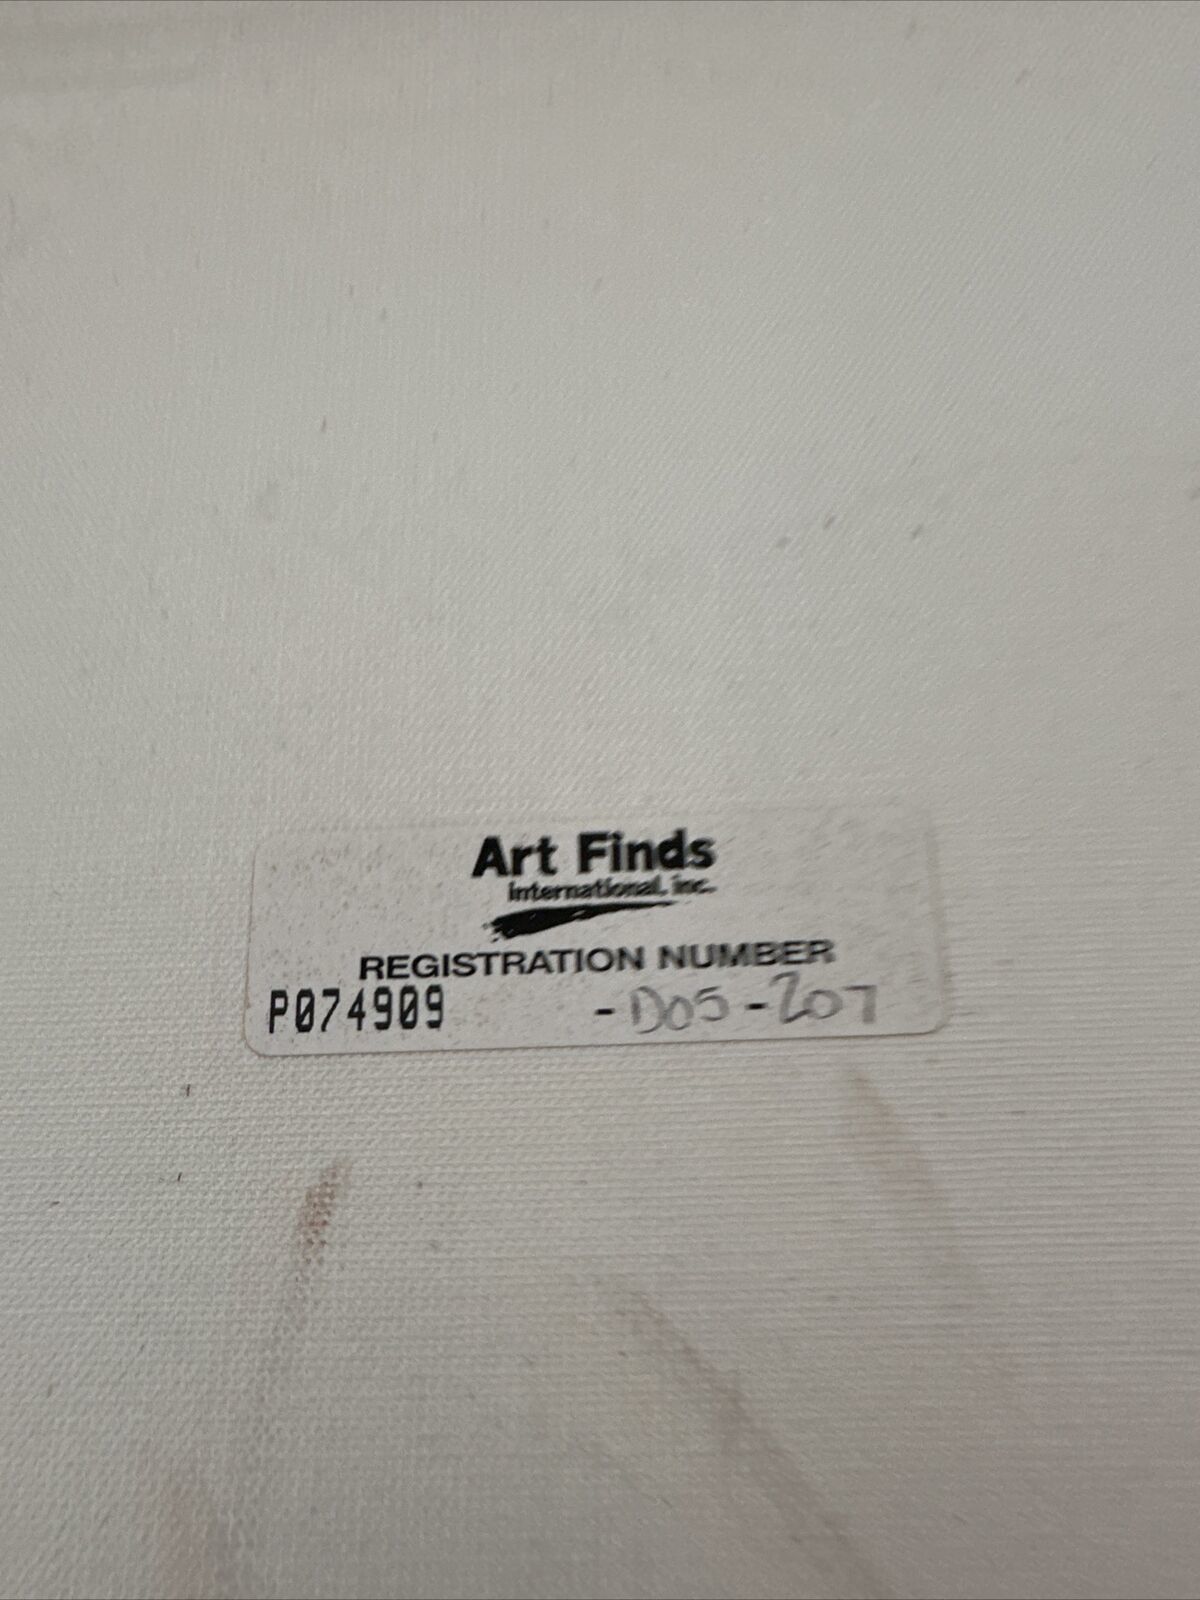 Art Finds
International, Inc.
REGISTRATION NUMBER
P074909 -D05-207